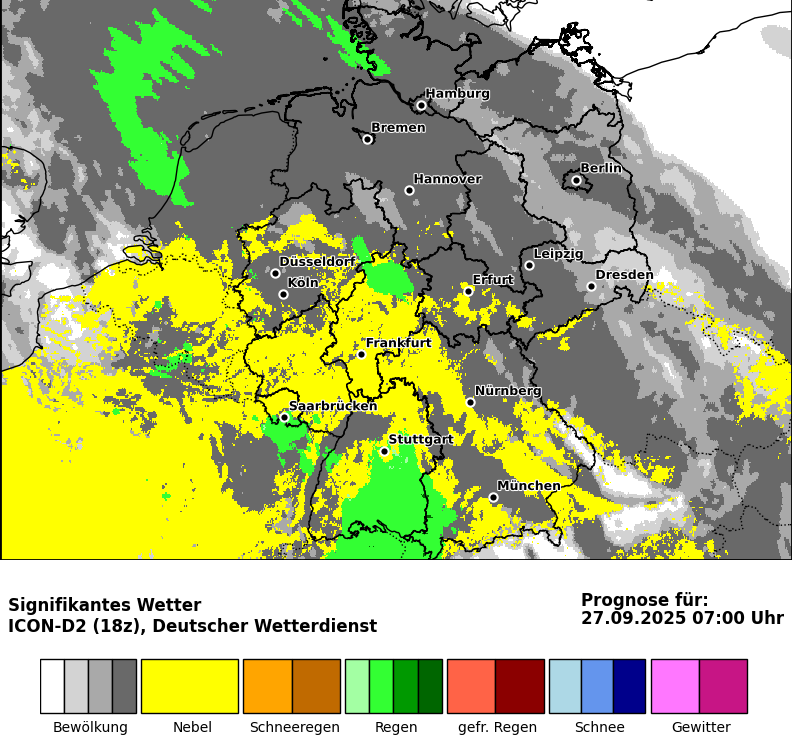 Hamburg
Bremen
Berlin
Hannover
Leipzig
Düsseldorf
Dresden
Köln
Erfurt
Frankfurt
Nürnberg
Saarbrücken
Stuttgart
München
Signifikantes Wetter
ICON-D2 (18z), Deutscher Wetterdienst
Prognose für:
27.09.2025 07:00 Uhr
Bewölkung
Nebel
Schneeregen
Regen
gefr. Regen
Schnee
Gewitter